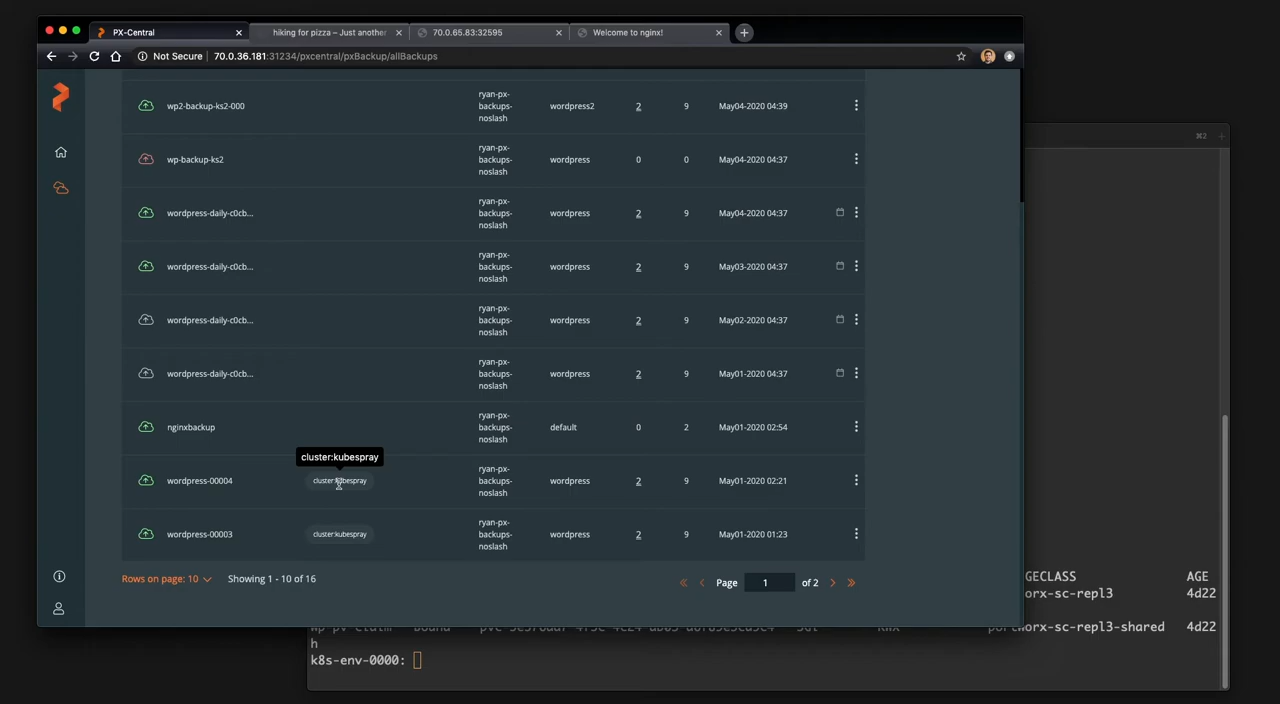 PX-Central
hiking for pizza – Just another
70.0.65.83:32595
Welcome to nginx!
Not Secure | 70.0.36.181:31234/pxcentral/pxBackup/allBackups
⌘2 +
wp2-backup-ks2-000 ryan-px-backups-noslash wordpress2 2 9 May04-2020 04:39
wp-backup-ks2 ryan-px-backups-noslash wordpress 0 0 May04-2020 04:37
wordpress-daily-c0cb... ryan-px-backups-noslash wordpress 2 9 May04-2020 04:37
wordpress-daily-c0cb... ryan-px-backups-noslash wordpress 2 9 May03-2020 04:37
wordpress-daily-c0cb... ryan-px-backups-noslash wordpress 2 9 May02-2020 04:37
wordpress-daily-c0cb... ryan-px-backups-noslash wordpress 2 9 May01-2020 04:37
nginxbackup ryan-px-backups-noslash default 0 2 May01-2020 02:54
cluster:kubespray
wordpress-00004 cluster:kubespray ryan-px-backups-noslash wordpress 2 9 May01-2020 02:21
wordpress-00003 cluster:kubespray ryan-px-backups-noslash wordpress 2 9 May01-2020 01:23
Rows on page: 10 Showing 1 - 10 of 16 Page 1 of 2
GECLASS AGE
orx-sc-repl3 4d22
portworx-sc-repl3-shared 4d22
h
k8s-env-0000: